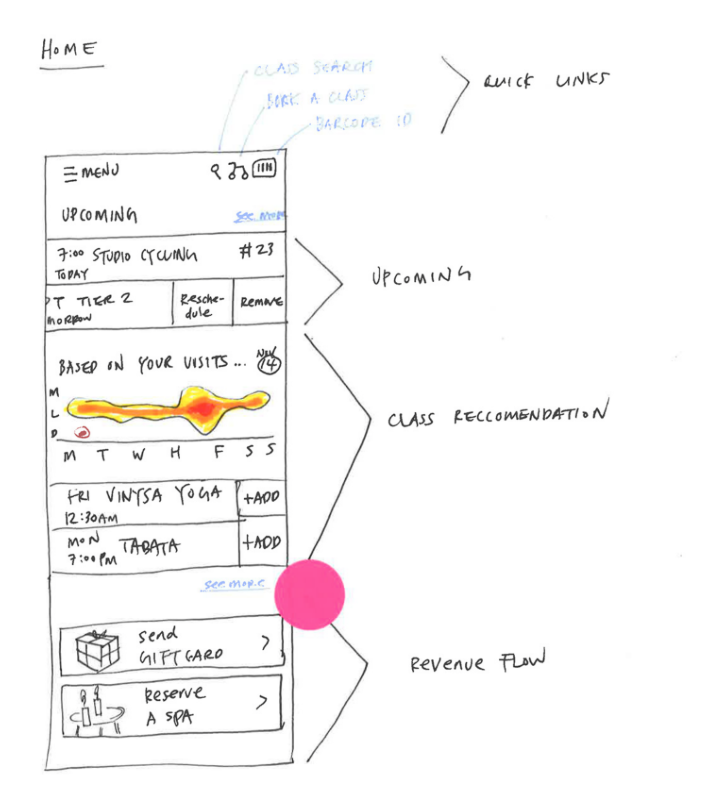 HOME
CLASS SEARCH
BOOK A CLASS
BARCODE ID
QUICK LINKS
MENU
UPCOMING
See more
7:00 STUDIO CYCLING #23
TODAY
UPCOMING
PT TIER 2
MORROW
Resche-
dule
Remove
BASED ON YOUR VISITS ... 14
M
L
D
M T W H F S S
CLASS RECCOMENDATION
FRI VINYSA YOGA
12:30AM
+ADD
MON TABATA
7:00PM
+ADD
see more
send
GIFT CARD >
Reserve
A SPA >
Revenue FLOW